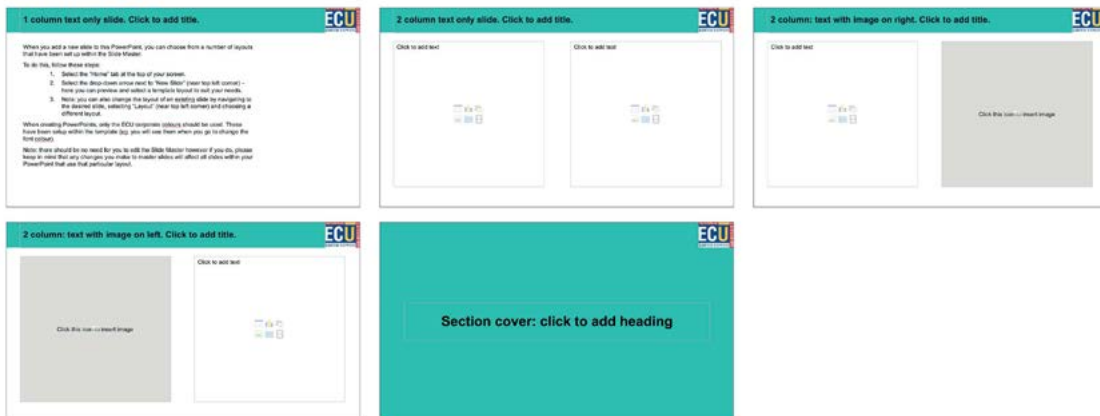 1 column text only slide. Click to add title.
ECU
When you add a new slide to this PowerPoint, you can choose from a number of layouts
that have been set up within the Slide Master.
To do this, follow these steps:
1. Select the "Home" tab at the top of your screen.
2. Select the drop-down arrow next to "New Slide" (near top left corner) –
here you can preview and select a template layout to suit your needs.
3. Note: you can also change the layout of an existing slide by navigating to
the desired slide, selecting "Layout" (near top left corner) and choosing a
different layout.
When creating PowerPoints, only the ECU corporate colours should be used. These
have been setup within the template (eg. you will see them when you go to change the
font colour).
Note: there should be no need for you to edit the Slide Master however if you do, please
keep in mind that any changes you make to master slides will affect all slides within your
PowerPoint that use that particular layout.
2 column text only slide. Click to add title.
ECU
Click to add text
Click to add text
2 column: text with image on right. Click to add title.
ECU
Click to add text
Click this icon to insert image
2 column: text with image on left. Click to add title.
ECU
Click this icon to insert image
Click to add text
ECU
Section cover: click to add heading